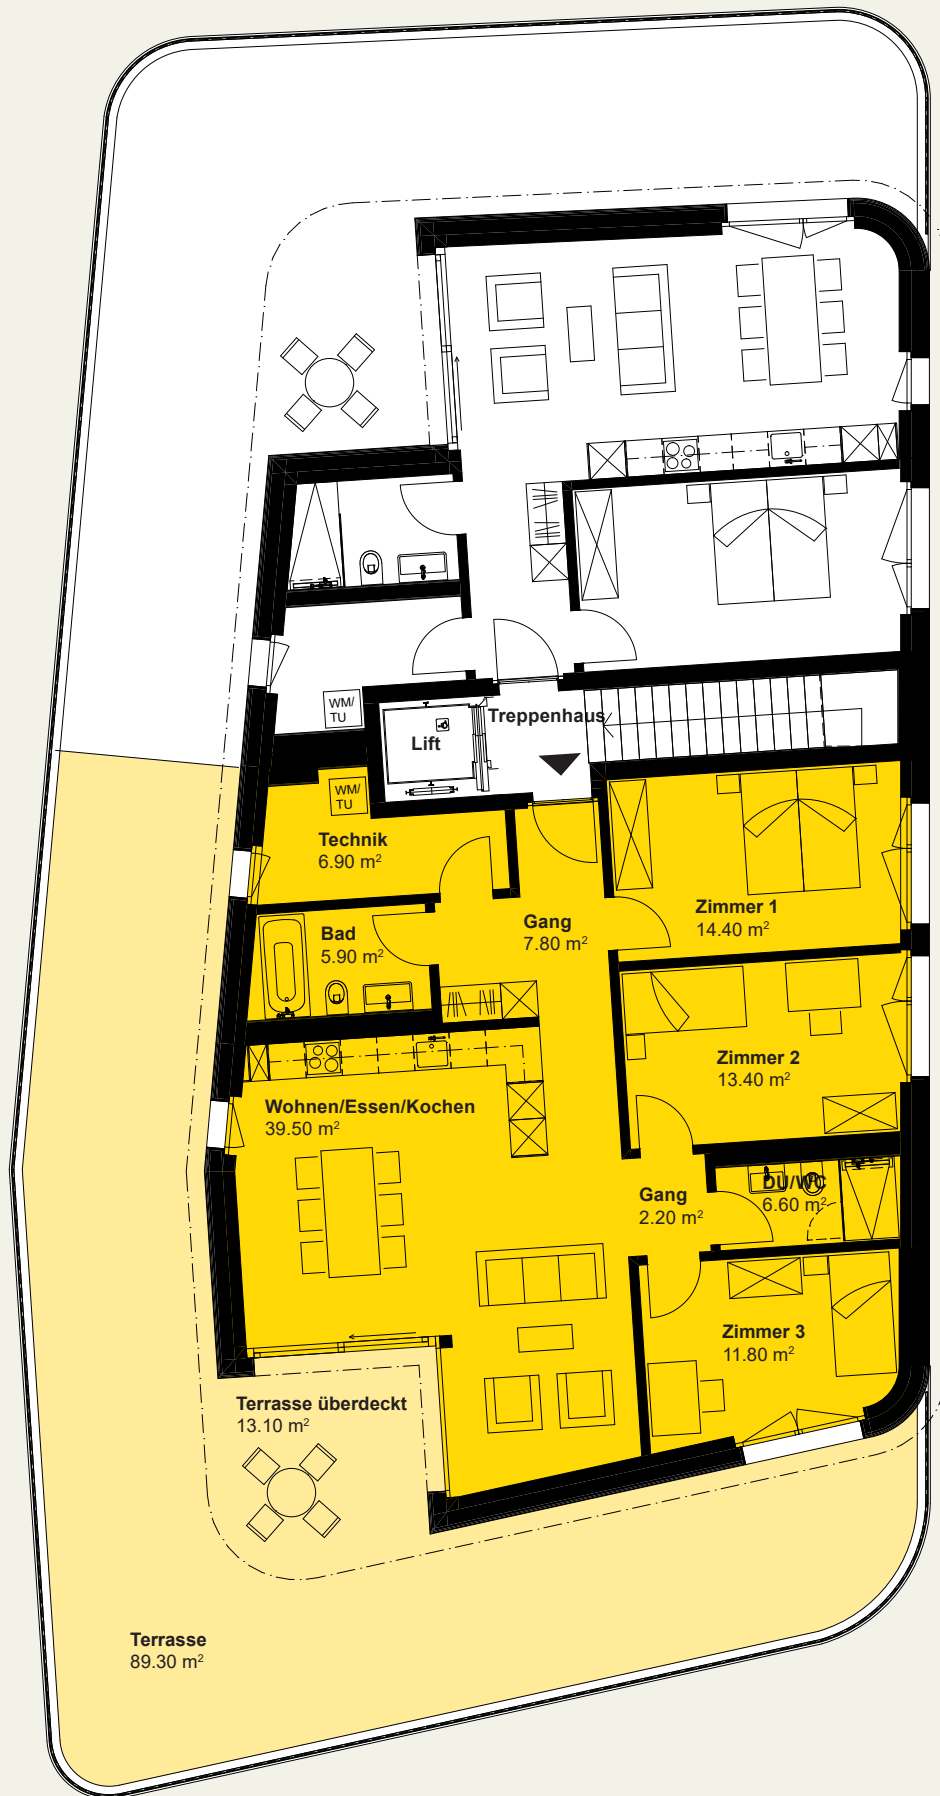 WM/
TU
Treppenhaus
Lift
WM/
TU
Technik
6.90 m²
Zimmer 1
14.40 m²
Gang
7.80 m²
Bad
5.90 m²
Zimmer 2
13.40 m²
Wohnen/Essen/Kochen
39.50 m²
DU/WC
6.60 m²
Gang
2.20 m²
Zimmer 3
11.80 m²
Terrasse überdeckt
13.10 m²
Terrasse
89.30 m²